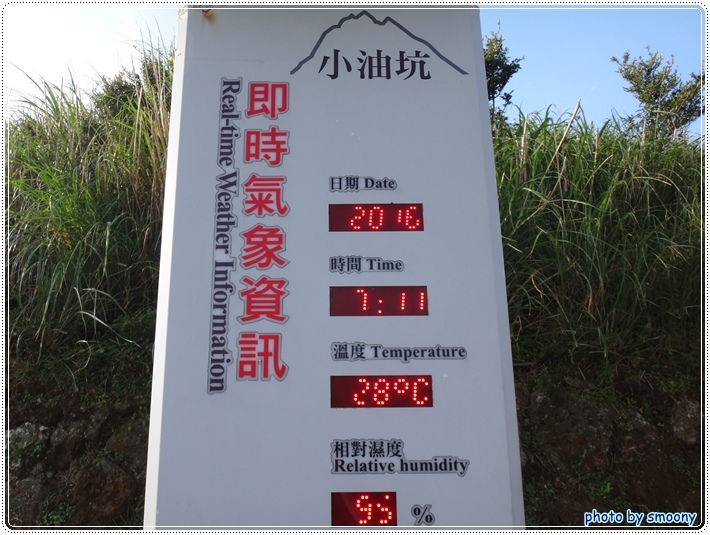 小油坑
即時氣象資訊
Real-time Weather Information
日期 Date
2016
時間 Time
7:11
溫度 Temperature
28°C
相對濕度
Relative humidity
95 %
photo by smoony